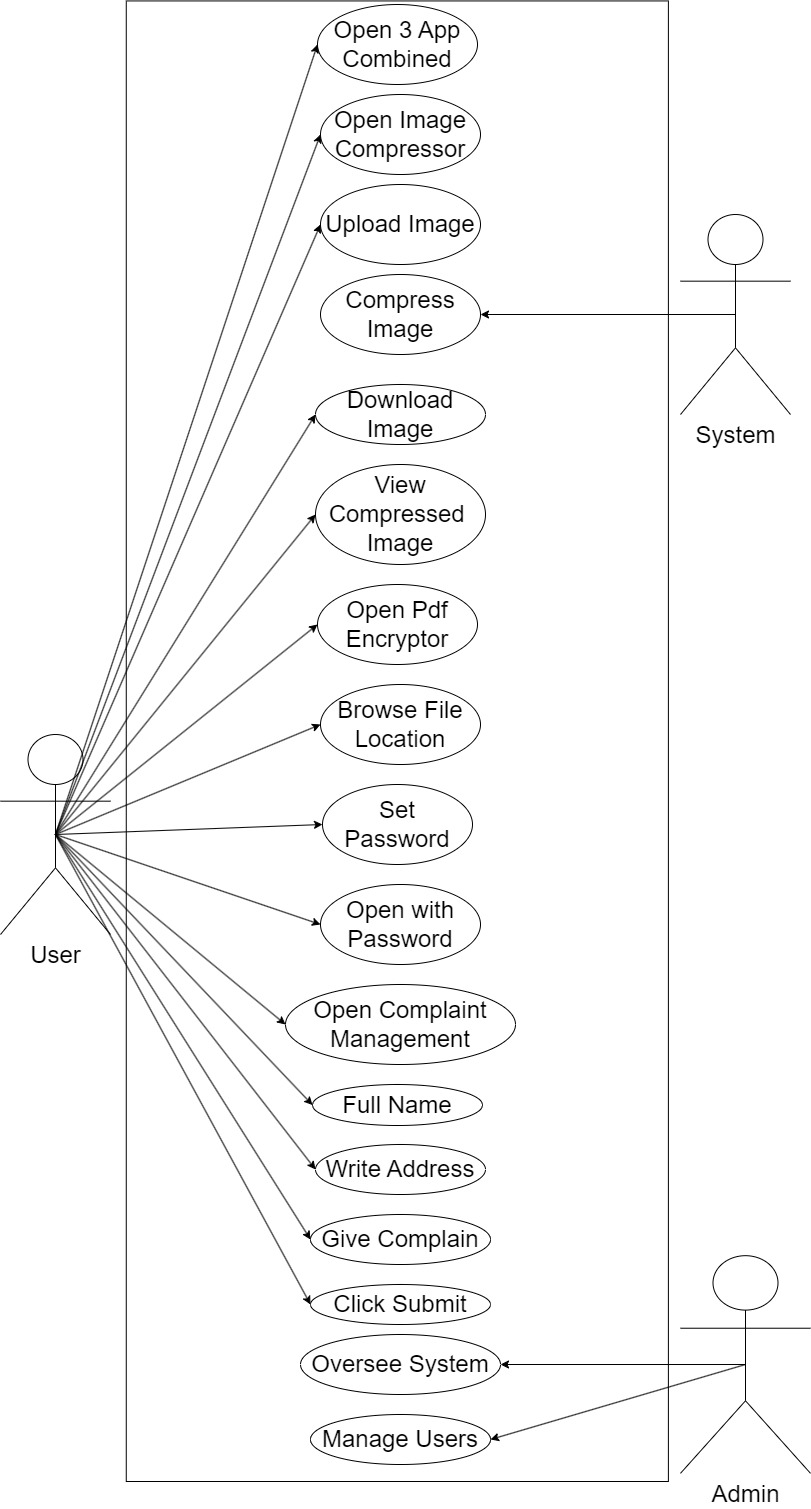 Open 3 App
Combined
Open Image
Compressor
Upload Image
Compress
Image
System
Download
Image
View
Compressed
Image
Open Pdf
Encryptor
Browse File
Location
Set
Password
Open with
Password
User
Open Complaint
Management
Full Name
Write Address
Give Complain
Click Submit
Oversee System
Manage Users
Admin